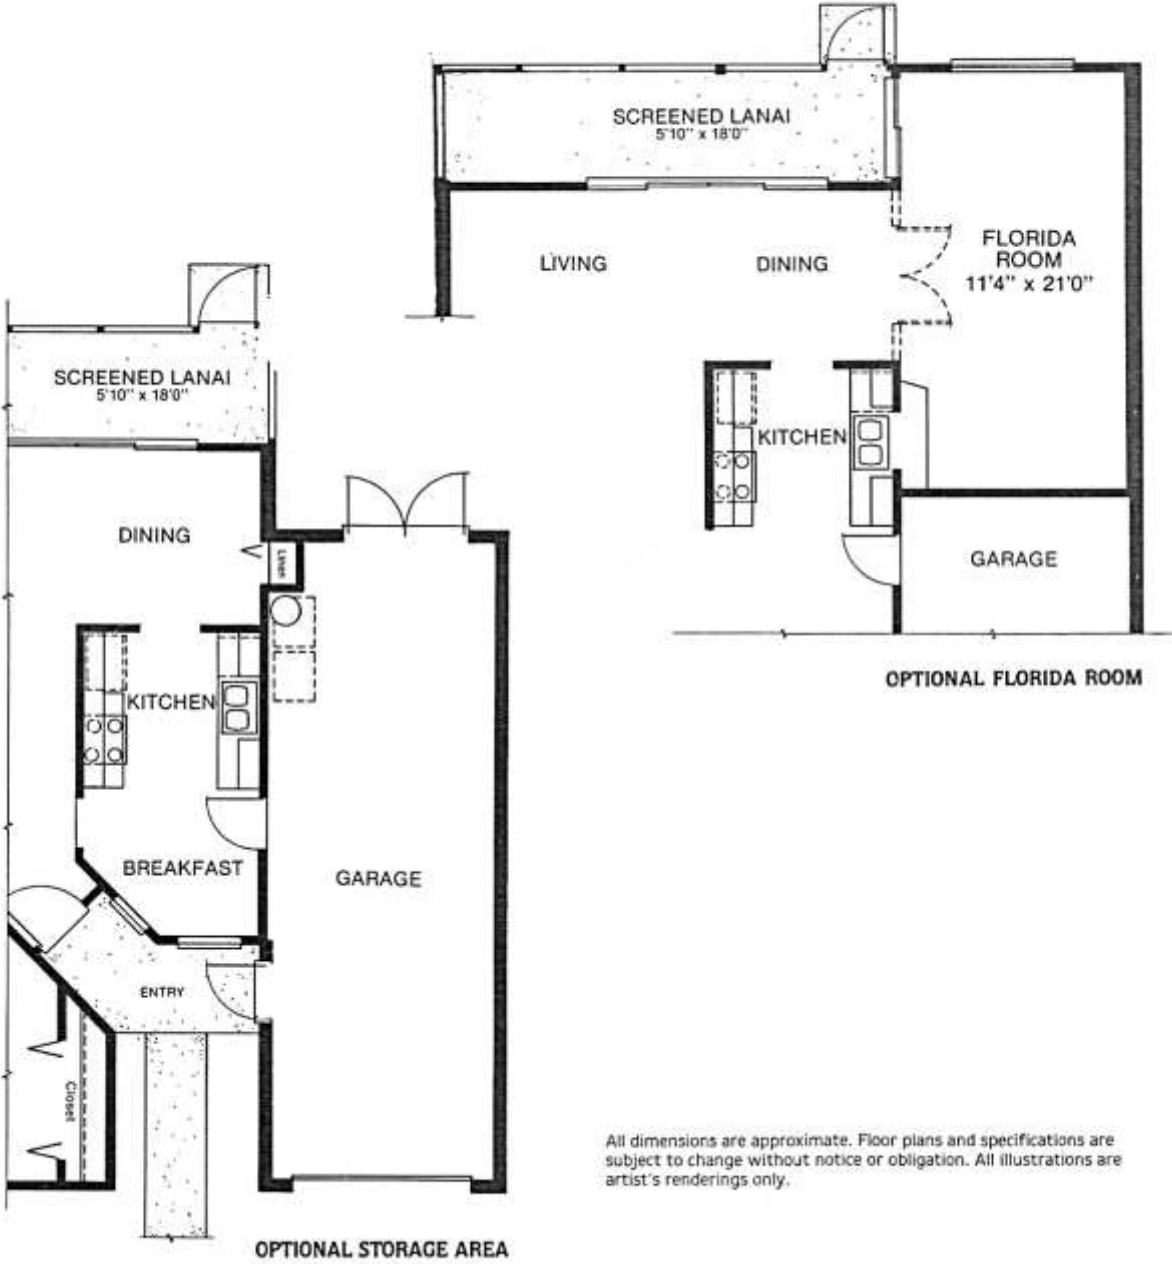 SCREENED LANAI
5'10" x 18'0"
LIVING
DINING
FLORIDA
ROOM
11'4" x 21'0"
KITCHEN
GARAGE
OPTIONAL FLORIDA ROOM
SCREENED LANAI
5'10" x 18'0"
DINING
Linen
KITCHEN
BREAKFAST
GARAGE
ENTRY
Closet
OPTIONAL STORAGE AREA
All dimensions are approximate. Floor plans and specifications are
subject to change without notice or obligation. All illustrations are
artist's renderings only.